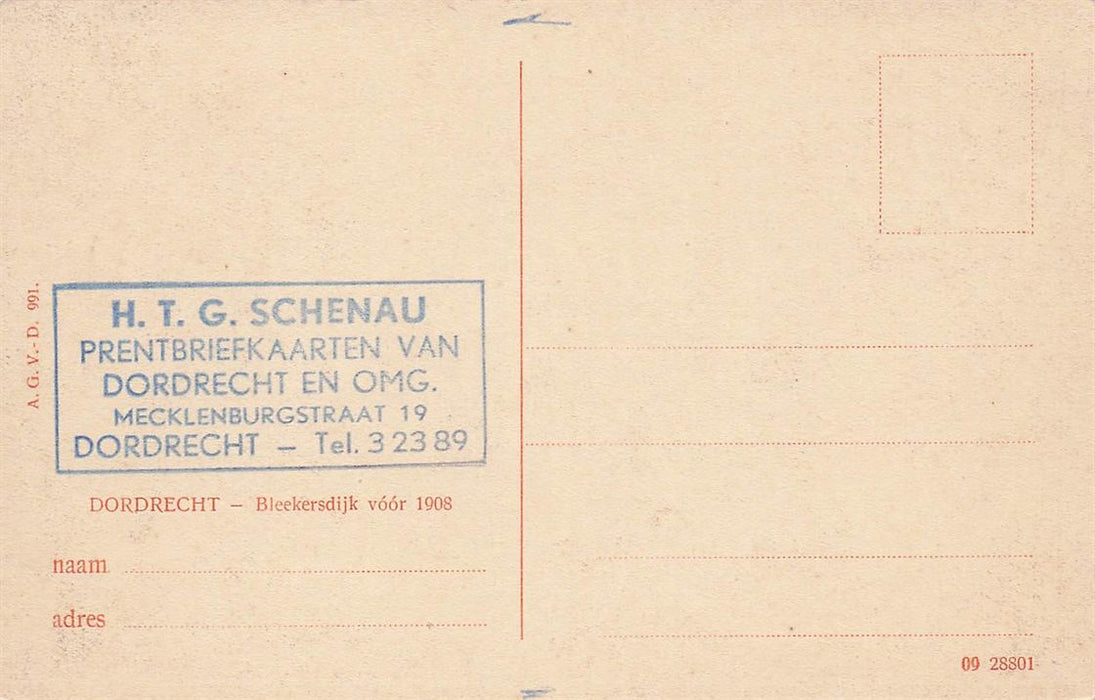 A. G. V. - D. 991.
H. T. G. SCHENAU
PRENTBRIEFKAARTEN VAN
DORDRECHT EN OMG.
MECKLENBURGSTRAAT 19
DORDRECHT — Tel. 3 23 89
DORDRECHT — Bleekersdijk vóór 1908
naam
adres
09 28801